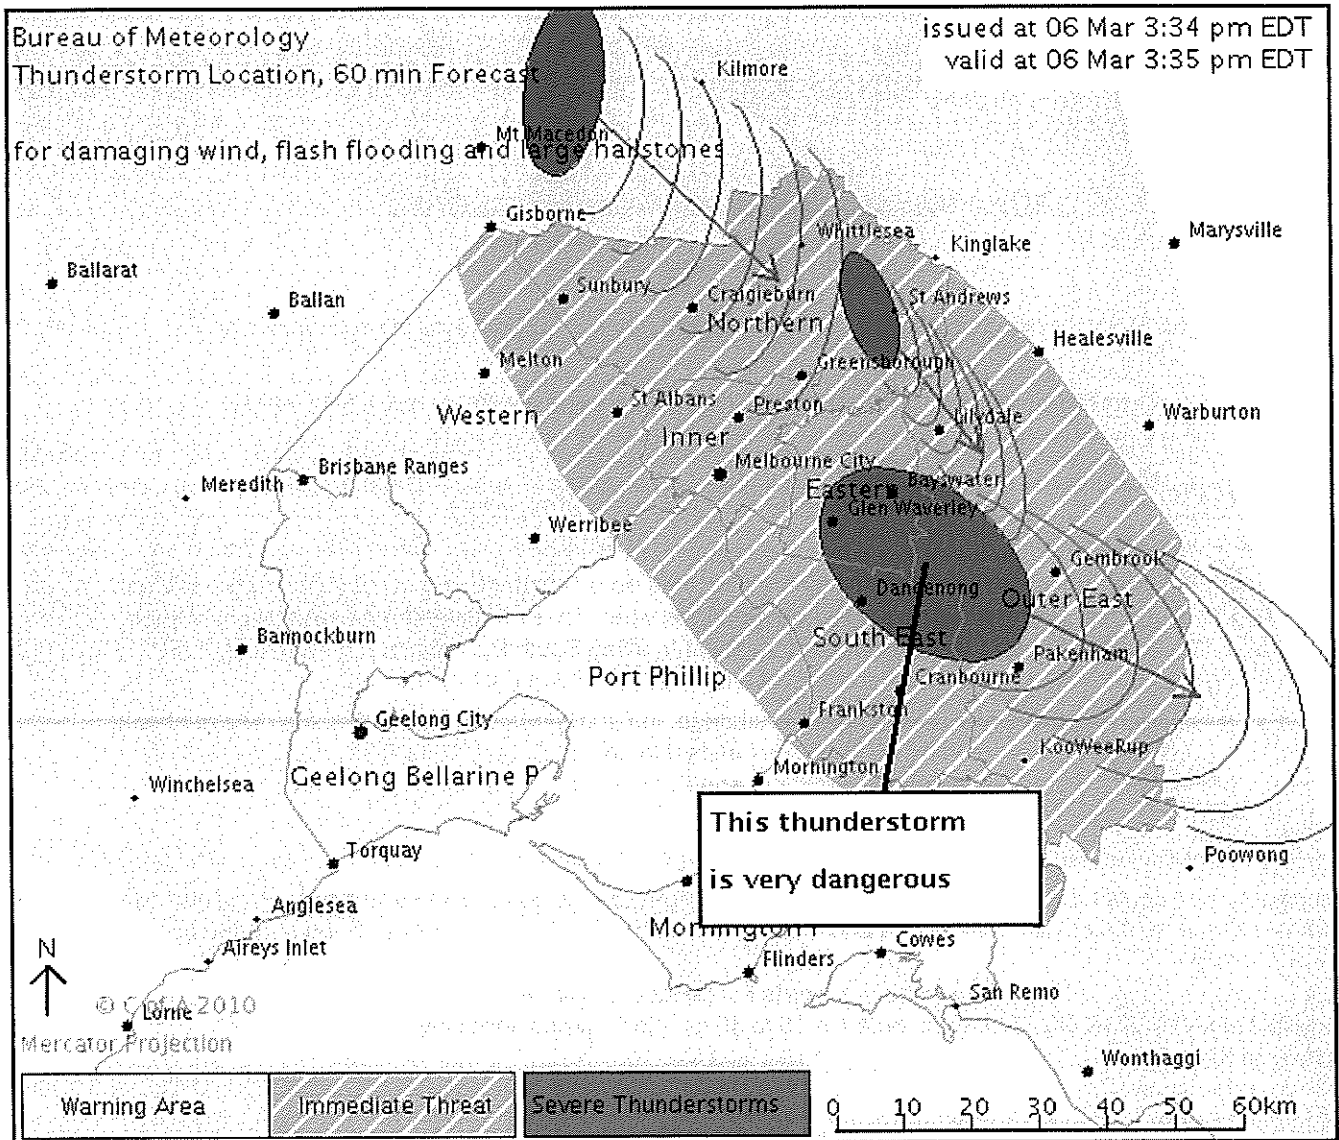 Bureau of Meteorology
Thunderstorm Location, 60 min Forecast
for damaging wind, flash flooding and large hailstones
issued at 06 Mar 3:34 pm EDT
valid at 06 Mar 3:35 pm EDT
Kilmore
Mt Macedon
Gisborne
Whittlesea
Kinglake
Marysville
Ballarat
Ballan
Sunbury
Craigieburn
St Andrews
Northern
Healesville
Melton
Greensborough
Western
St Albans
Preston
Lilydale
Warburton
Inner
Brisbane Ranges
Melbourne City
Meredith
Eastern
Bayswater
Glen Waverley
Werribee
Gembrook
Dandenong
Outer East
Bannockburn
South East
Pakenham
Port Phillip
Cranbourne
Geelong City
Frankston
KooWeeRup
Geelong Bellarine P
Mornington
Winchelsea
This thunderstorm
is very dangerous
Torquay
Poowong
Anglesea
Mornington
N
Aireys Inlet
Cowes
Flinders
San Remo
© CofA 2010
Lorne
Mercator Projection
Wonthaggi
Warning Area
Immediate Threat
Severe Thunderstorms
0 10 20 30 40 50 60km